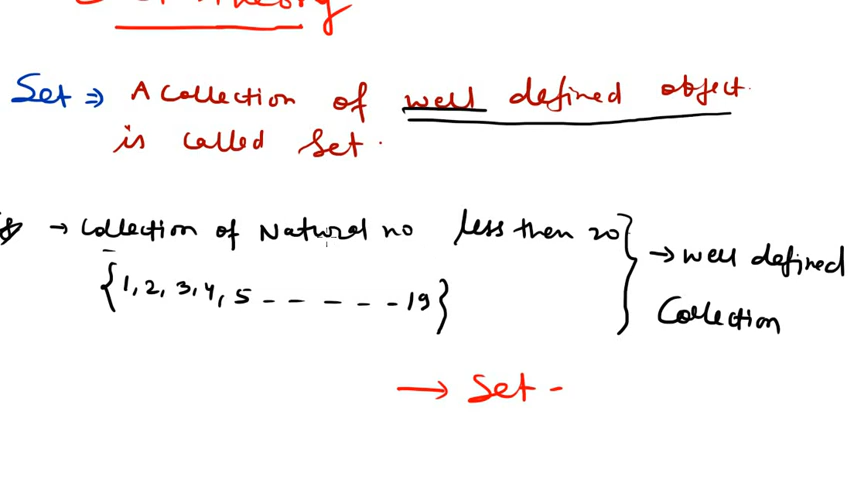 Theory
Set ⇒ A collection of well defined object
is called Set.
→ Collection of Natural no less then 20
{1, 2, 3, 4, 5 - - - - - - 19}
→ well defined
Collection
→ Set -